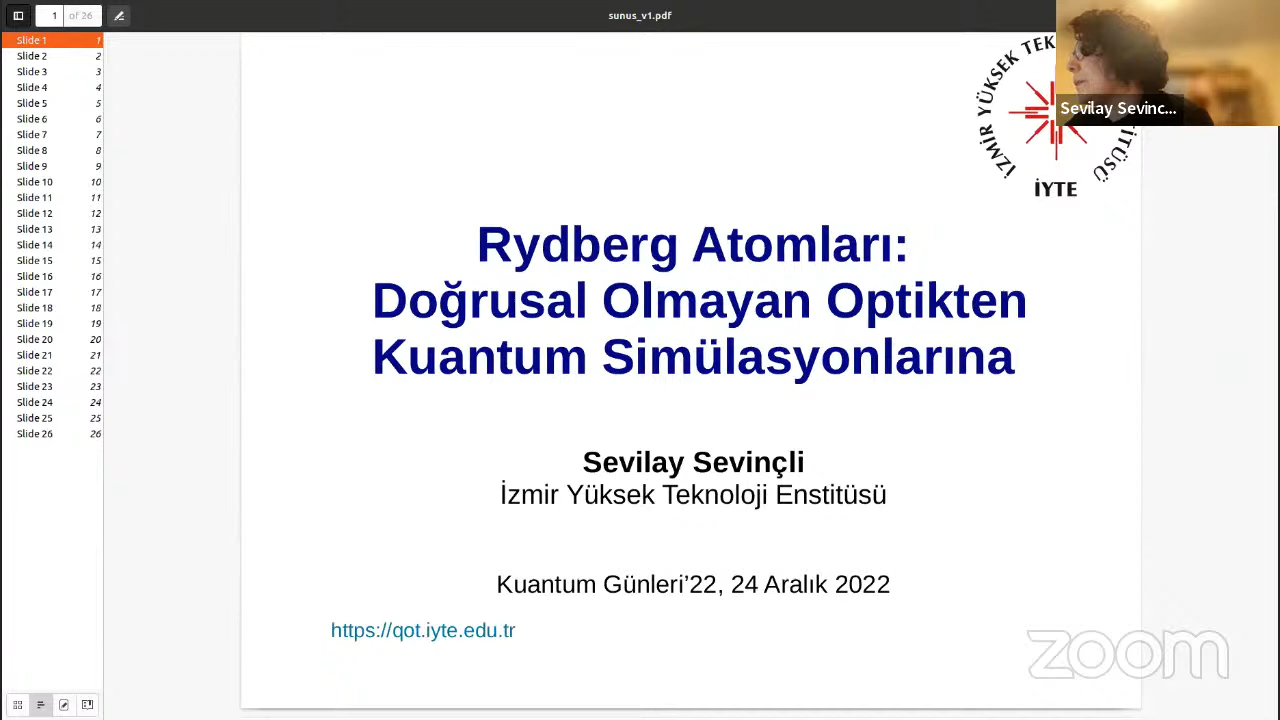 1 of 26
sunus_v1.pdf
Slide 1 1
Slide 2 2
Slide 3 3
Slide 4 4
Slide 5 5
Slide 6 6
Slide 7 7
Slide 8 8
Slide 9 9
Slide 10 10
Slide 11 11
Slide 12 12
Slide 13 13
Slide 14 14
Slide 15 15
Slide 16 16
Slide 17 17
Slide 18 18
Slide 19 19
Slide 20 20
Slide 21 21
Slide 22 22
Slide 23 23
Slide 24 24
Slide 25 25
Slide 26 26
İZMİR YÜKSEK TEK
İTÜSÜ
İYTE
Sevilay Sevinc...
Rydberg Atomları:
Doğrusal Olmayan Optikten
Kuantum Simülasyonlarına
Sevilay Sevinçli
İzmir Yüksek Teknoloji Enstitüsü
Kuantum Günleri’22, 24 Aralık 2022
https://qot.iyte.edu.tr
zoom